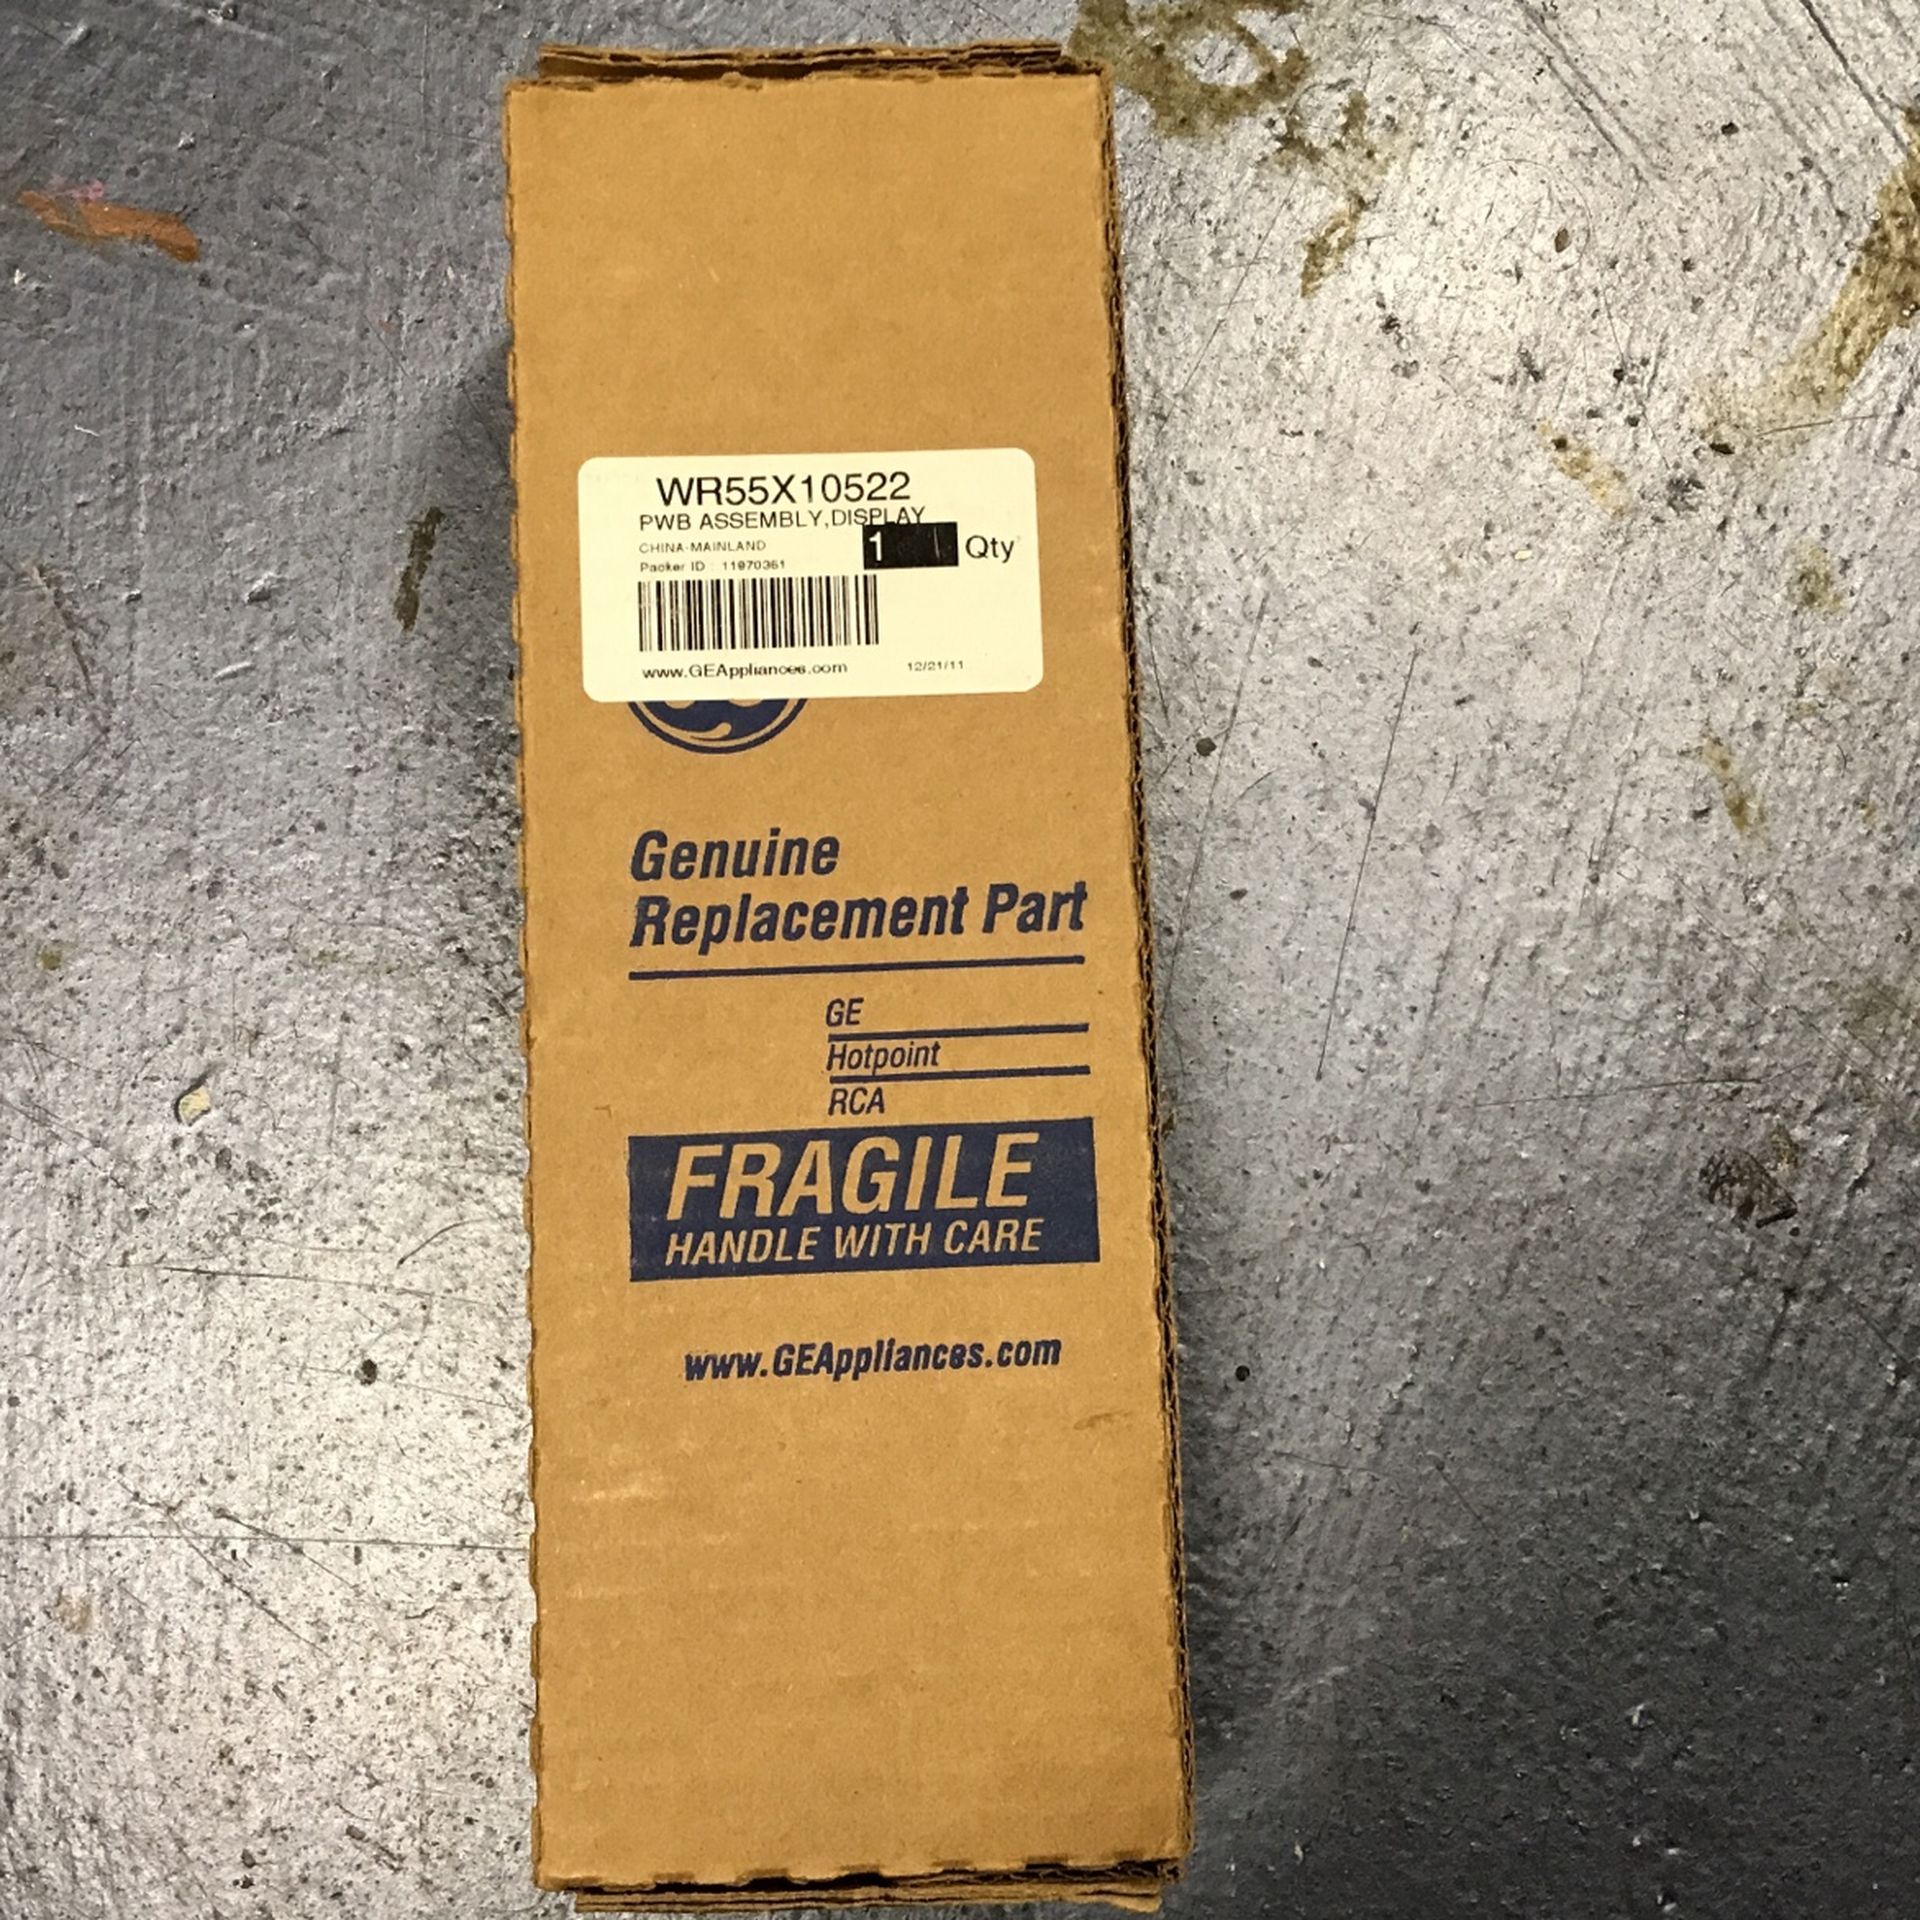 WR55X10522
PWB ASSEMBLY,DISPLAY
CHINA-MAINLAND
1 Qty
Packer ID : 11970361
www.GEAppliances.com 12/21/11
Genuine
Replacement Part
GE
Hotpoint
RCA
FRAGILE
HANDLE WITH CARE
www.GEAppliances.com